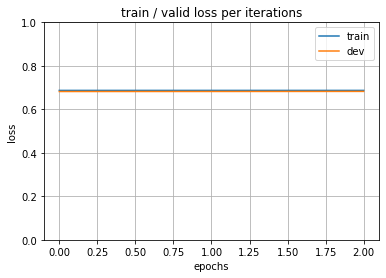 train / valid loss per iterations
train
dev
1.0
0.8
0.6
0.4
0.2
0.0
loss
0.00 0.25 0.50 0.75 1.00 1.25 1.50 1.75 2.00
epochs